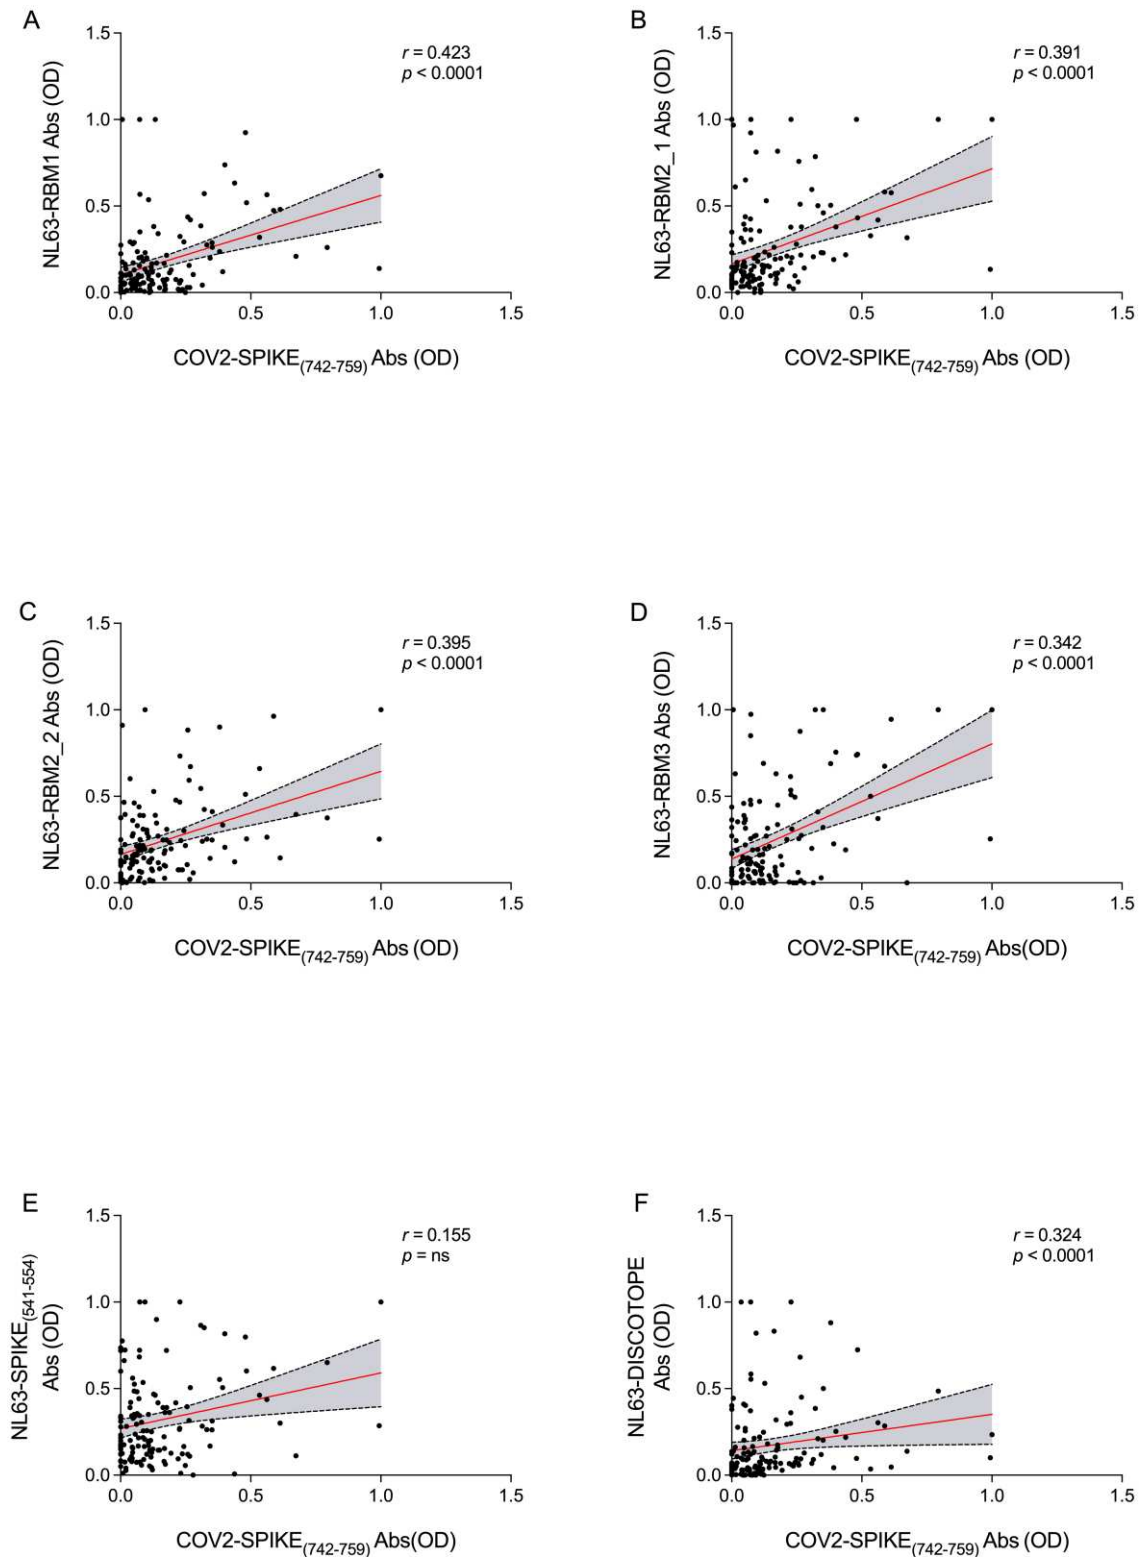 A
1.5
1.0
0.5
0.0
NL63-RBM1 Abs (OD)
r = 0.423
p < 0.0001
0.0 0.5 1.0 1.5
COV2-SPIKE(742-759) Abs (OD)
B
1.5
1.0
0.5
0.0
NL63-RBM2_1 Abs (OD)
r = 0.391
p < 0.0001
0.0 0.5 1.0 1.5
COV2-SPIKE(742-759) Abs (OD)
C
1.5
1.0
0.5
0.0
NL63-RBM2_2 Abs (OD)
r = 0.395
p < 0.0001
0.0 0.5 1.0 1.5
COV2-SPIKE(742-759) Abs (OD)
D
1.5
1.0
0.5
0.0
NL63-RBM3 Abs (OD)
r = 0.342
p < 0.0001
0.0 0.5 1.0 1.5
COV2-SPIKE(742-759) Abs(OD)
E
1.5
1.0
0.5
0.0
NL63-SPIKE(541-554)
Abs (OD)
r = 0.155
p = ns
0.0 0.5 1.0 1.5
COV2-SPIKE(742-759) Abs(OD)
F
1.5
1.0
0.5
0.0
NL63-DISCOTOPE
Abs (OD)
r = 0.324
p < 0.0001
0.0 0.5 1.0 1.5
COV2-SPIKE(742-759) Abs (OD)